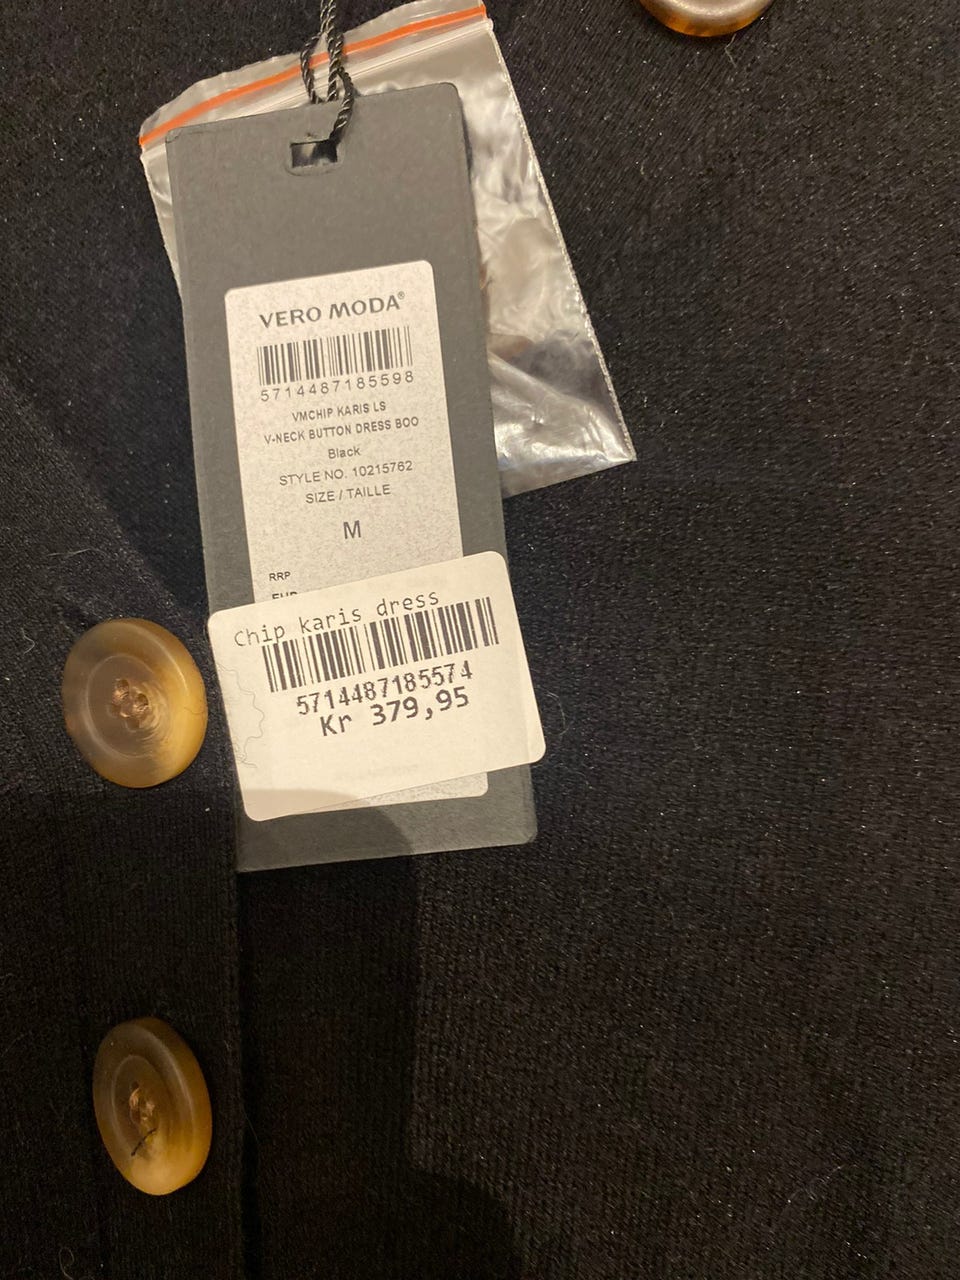 VERO MODA®
5714487185598
VMCHIP KARIS LS
V-NECK BUTTON DRESS BOO
Black
STYLE NO. 10215762
SIZE / TAILLE
M
RRP
EUR
Chip karis dress
5714487185574
Kr 379,95